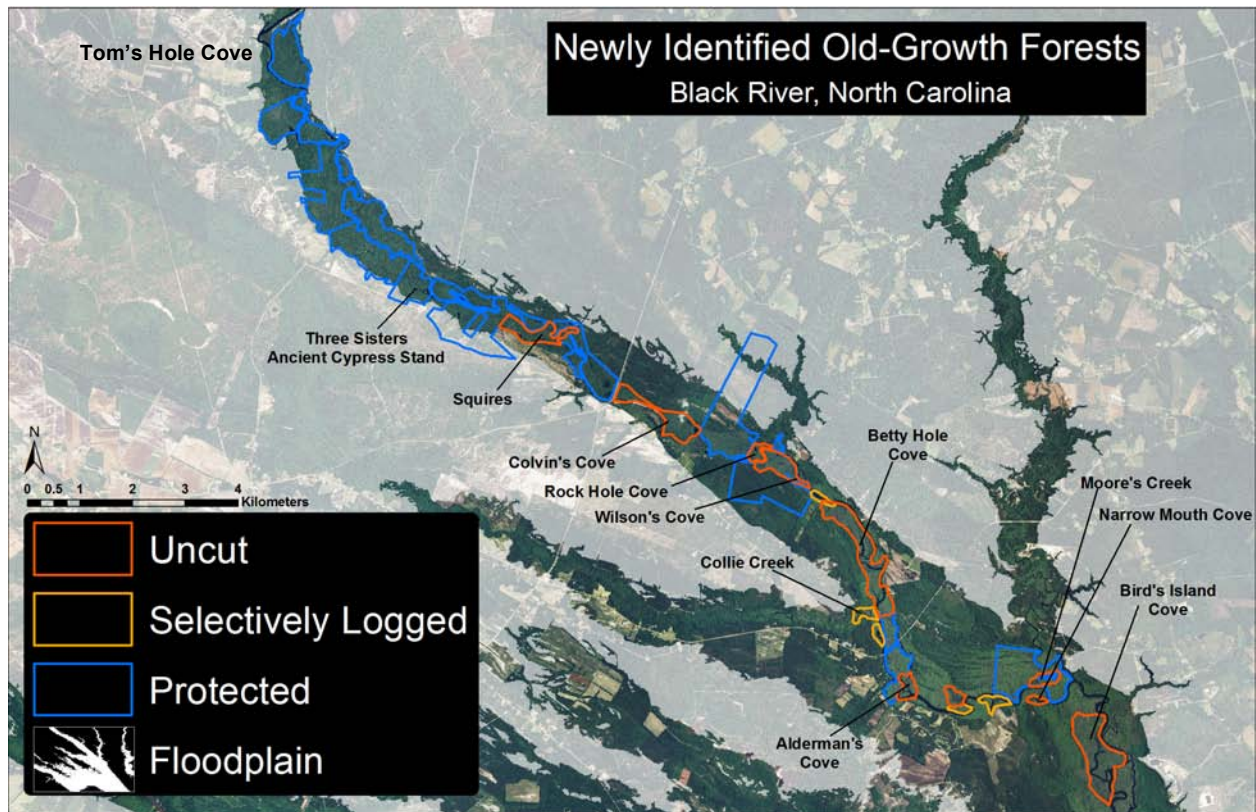 Tom's Hole Cove
Newly Identified Old-Growth Forests
Black River, North Carolina
Three Sisters
Ancient Cypress Stand
Squires
Colvin's Cove
Rock Hole Cove
Wilson's Cove
Betty Hole
Cove
Moore's Creek
Narrow Mouth Cove
Collie Creek
Bird's Island
Cove
Alderman's
Cove
N
0 0.5 1 2 3 4
Kilometers
Uncut
Selectively Logged
Protected
Floodplain